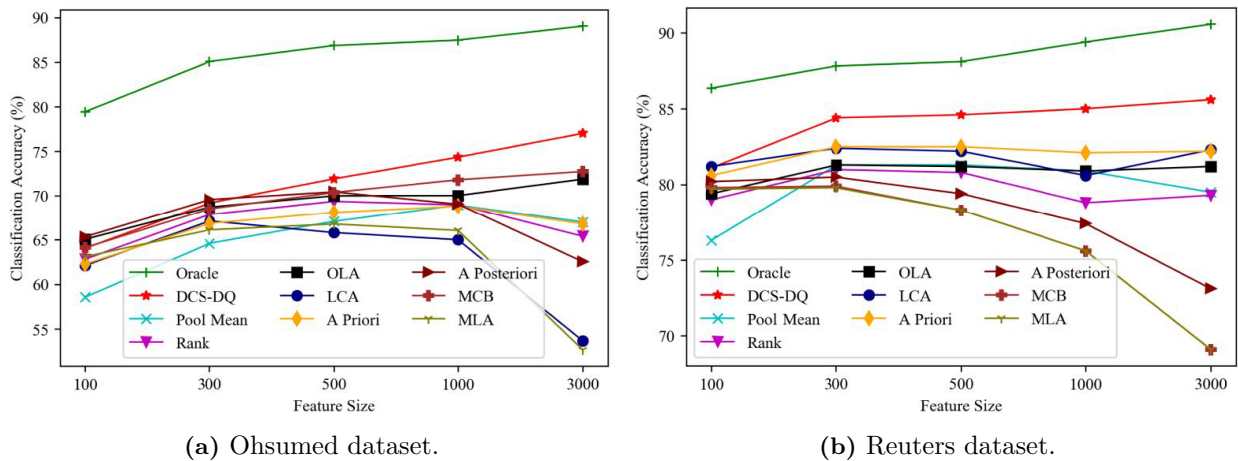 Classification Accuracy (%)
90
85
80
75
70
65
60
55
Oracle
DCS-DQ
Pool Mean
Rank
OLA
LCA
A Priori
A Posteriori
MCB
MLA
100
300
500
1000
3000
Feature Size
(a) Ohsumed dataset.
Classification Accuracy (%)
90
85
80
75
70
Oracle
DCS-DQ
Pool Mean
Rank
OLA
LCA
A Priori
A Posteriori
MCB
MLA
100
300
500
1000
3000
Feature Size
(b) Reuters dataset.